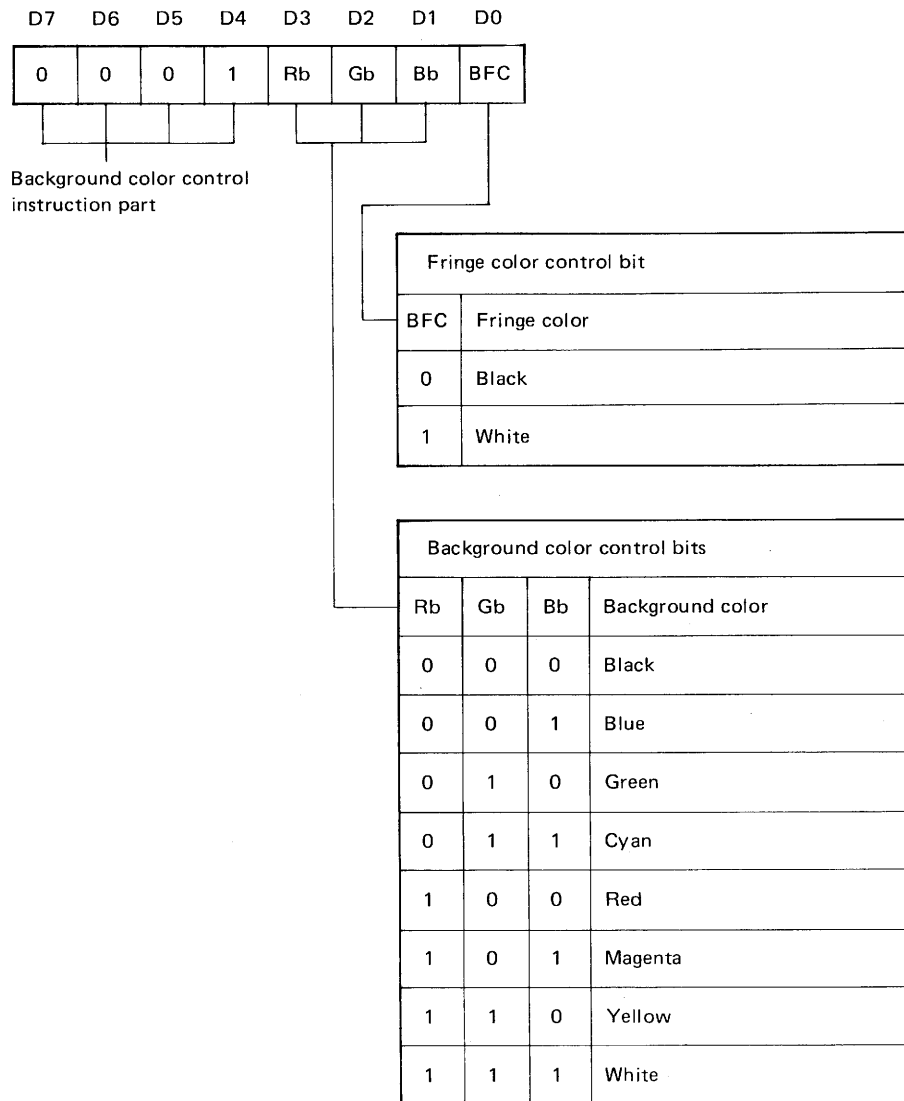 D7 D6 D5 D4 D3 D2 D1 D0
0 0 0 1 Rb Gb Bb BFC
Background color control
instruction part
Fringe color control bit
BFC Fringe color
0 Black
1 White
Background color control bits
Rb Gb Bb Background color
0 0 0 Black
0 0 1 Blue
0 1 0 Green
0 1 1 Cyan
1 0 0 Red
1 0 1 Magenta
1 1 0 Yellow
1 1 1 White